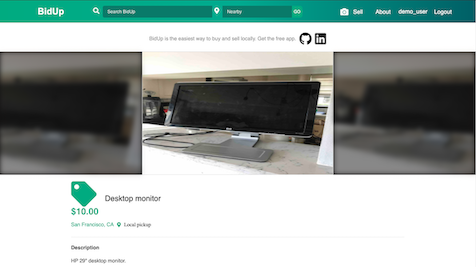 BidUp
Search BidUp
Nearby
GO
Sell
About
demo_user
Logout
BidUp is the easiest way to buy and sell locally. Get the free app.
Desktop monitor
$10.00
San Francisco, CA
Local pickup
Description
HP 29" desktop monitor.